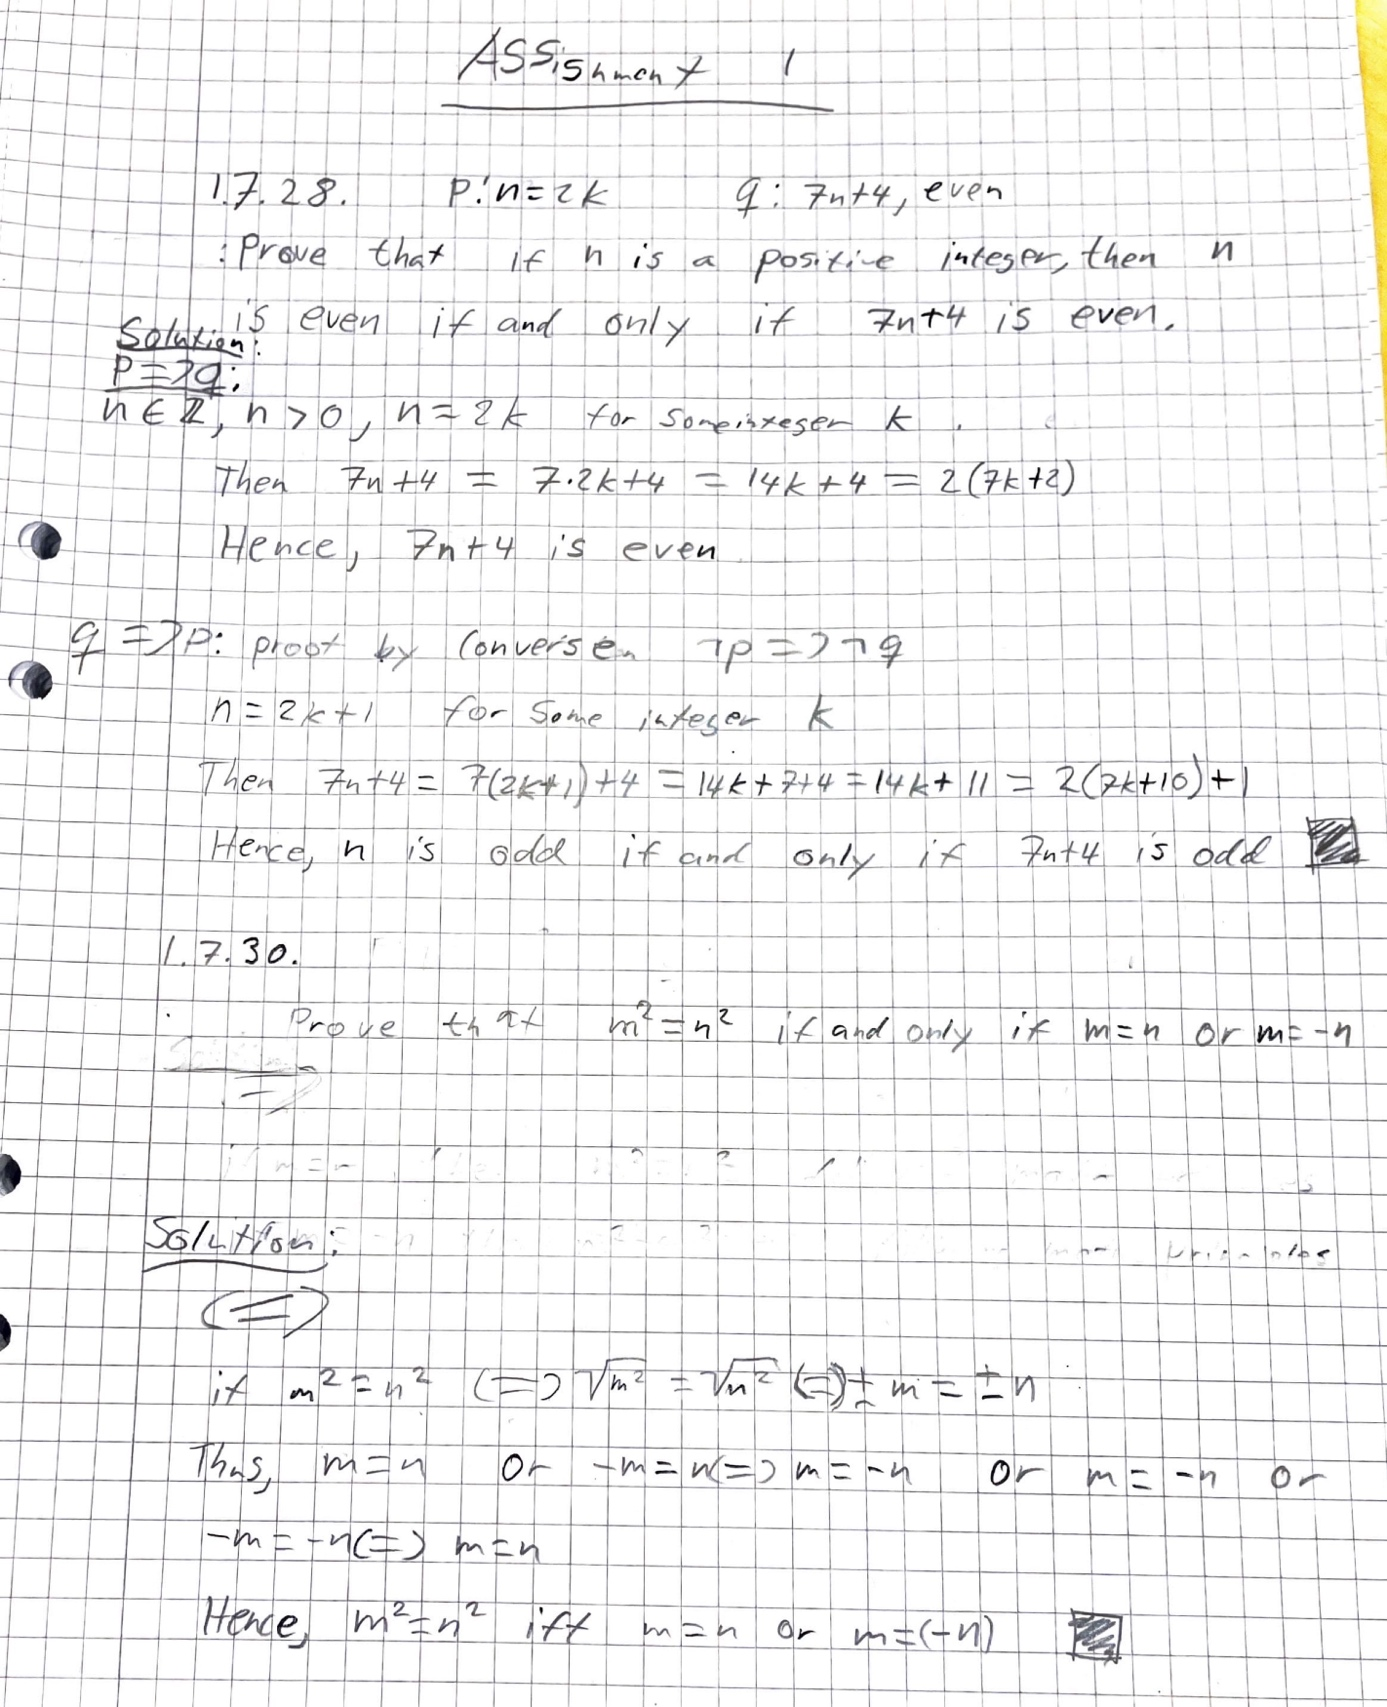 Assignment 1
1.7.28. P: n=2k q: 7n+4, even
: Prove that if n is a positive integer, then n
is even if and only if 7n+4 is even.
Solution:
P=>q:
n ∈ ℤ, n>0, n=2k for some integer k.
Then 7n+4 = 7·2k+4 = 14k+4 = 2(7k+2)
Hence, 7n+4 is even
q=>p: proof by Conversen ¬p=>¬q
n=2k+1 for some integer k
Then 7n+4 = 7(2k+1)+4 = 14k+7+4 = 14k+11 = 2(7k+10)+1
Hence, n is odd if and only if 7n+4 is odd
1.7.30.
Prove that m²=n² if and only if m=n or m=-n
Solution:
<=>
if m²=n² <=> √m² = √n² <=> ±m = ±n
Thus, m=n or -m=n<=> m=-n or m=-n or
-m=-n<=> m=n
Hence, m²=n² iff m=n or m=(-n)